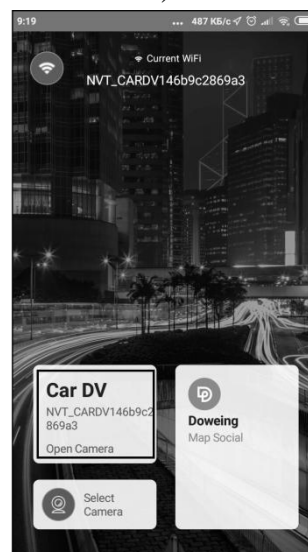 9:19
... 487 КБ/с
Current WiFi
NVT_CARDV146b9c2869a3
Car DV
NVT_CARDV146b9c2
869a3
Open Camera
Doweing
Map Social
Select
Camera